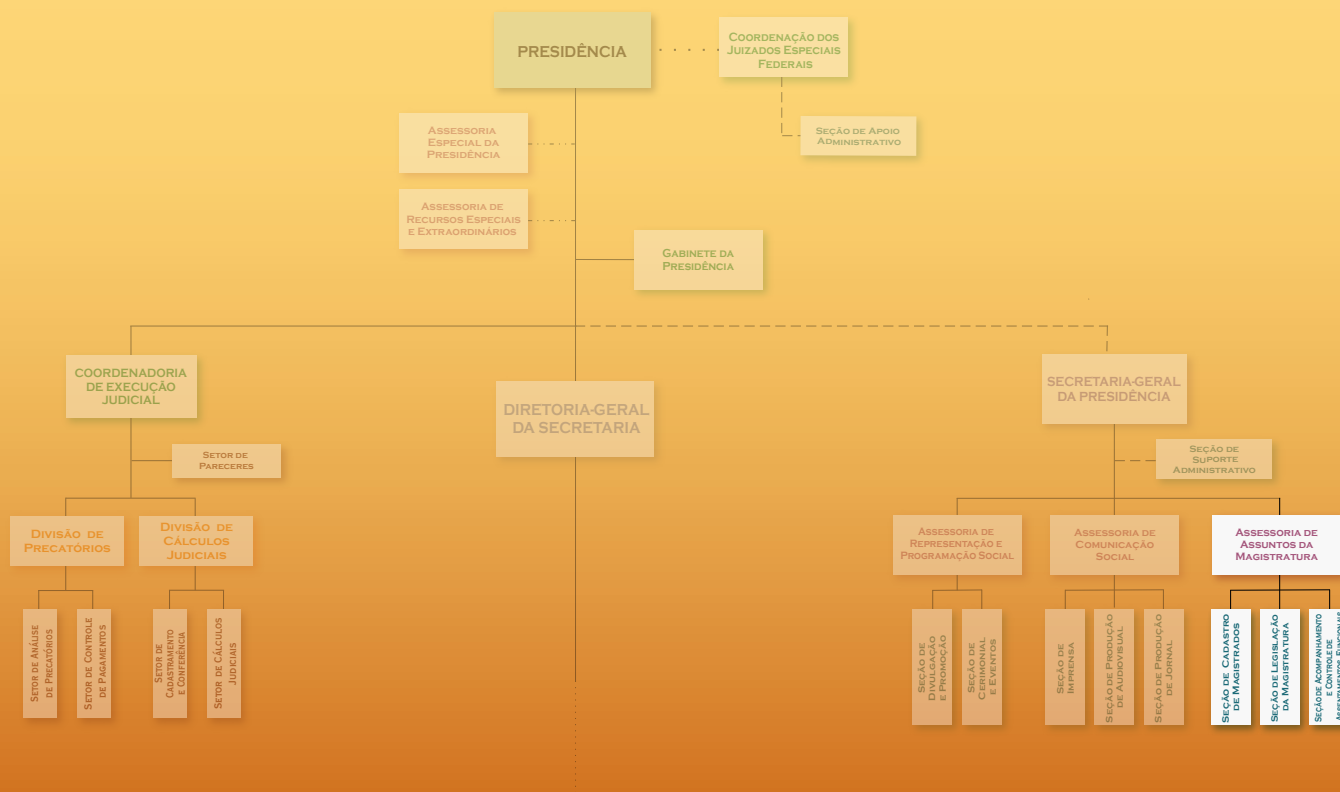 PRESIDÊNCIA
COORDENAÇÃO DOS
JUIZADOS ESPECIAIS
FEDERAIS
SEÇÃO DE APOIO
ADMINISTRATIVO
ASSESSORIA
ESPECIAL DA
PRESIDÊNCIA
ASSESSORIA DE
RECURSOS ESPECIAIS
E EXTRAORDINÁRIOS
GABINETE DA
PRESIDÊNCIA
COORDENADORIA
DE EXECUÇÃO
JUDICIAL
SETOR DE
PARECERES
DIVISÃO DE
PRECATÓRIOS
DIVISÃO DE
CÁLCULOS
JUDICIAIS
SETOR DE ANÁLISE
DE PRECATÓRIOS
SETOR DE CONTROLE
DE PAGAMENTOS
SETOR DE
CADASTRAMENTO
E CONFERÊNCIA
SETOR DE CÁLCULOS
JUDICIAIS
DIRETORIA-GERAL
DA SECRETARIA
SECRETARIA-GERAL
DA PRESIDÊNCIA
SEÇÃO DE
SUPORTE
ADMINISTRATIVO
ASSESSORIA DE
REPRESENTAÇÃO E
PROGRAMAÇÃO SOCIAL
ASSESSORIA DE
COMUNICAÇÃO
SOCIAL
ASSESSORIA DE
ASSUNTOS DA
MAGISTRATURA
SEÇÃO DE
DIVULGAÇÃO
E PROMOÇÃO
SEÇÃO DE
CERIMONIAL
E EVENTOS
SEÇÃO DE
IMPRENSA
SEÇÃO DE PRODUÇÃO
DE AUDIOVISUAL
SEÇÃO DE PRODUÇÃO
DE JORNAL
SEÇÃO DE CADASTRO
DE MAGISTRADOS
SEÇÃO DE LEGISLAÇÃO
DA MAGISTRATURA
SEÇÃO DE ACOMPANHAMENTO
E CONTROLE DE
ASSENTAMENTOS FUNCIONAIS